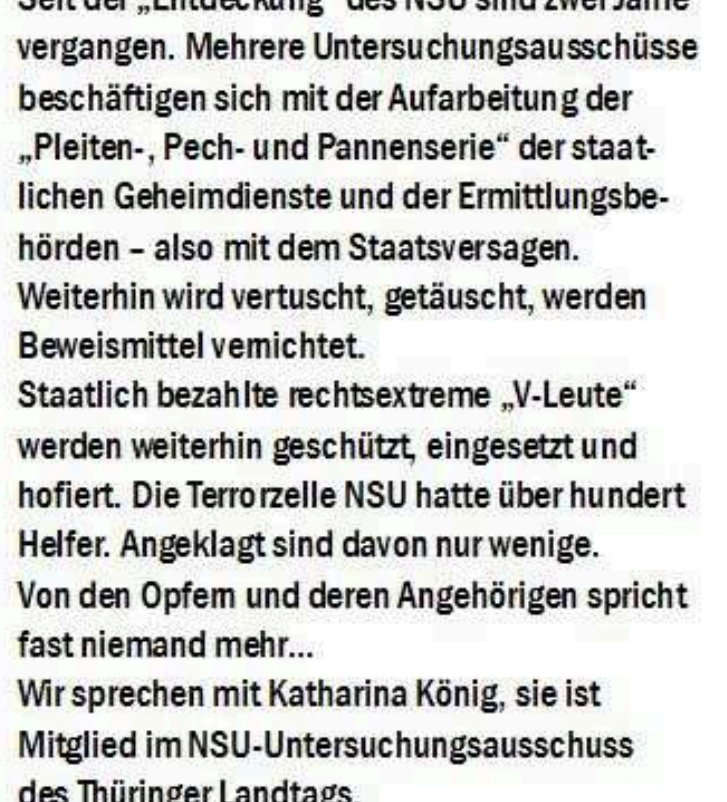 Seit der „Entdeckung“ des NSU sind zwei Jahre
vergangen. Mehrere Untersuchungsausschüsse
beschäftigen sich mit der Aufarbeitung der
„Pleiten-, Pech- und Pannenserie“ der staat-
lichen Geheimdienste und der Ermittlungsbe-
hörden – also mit dem Staatsversagen.
Weiterhin wird vertuscht, getäuscht, werden
Beweismittel vernichtet.
Staatlich bezahlte rechtsextreme „V-Leute“
werden weiterhin geschützt, eingesetzt und
hofiert. Die Terrorzelle NSU hatte über hundert
Helfer. Angeklagt sind davon nur wenige.
Von den Opfern und deren Angehörigen spricht
fast niemand mehr...
Wir sprechen mit Katharina König, sie ist
Mitglied im NSU-Untersuchungsausschuss
des Thüringer Landtags.